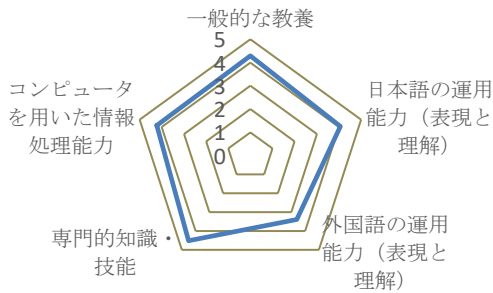 一般的な教養
5
4
3
2
1
0
日本語の運用
能力（表現と
理解）
外国語の運用
能力（表現と
理解）
専門的知識・
技能
コンピュータ
を用いた情報
処理能力